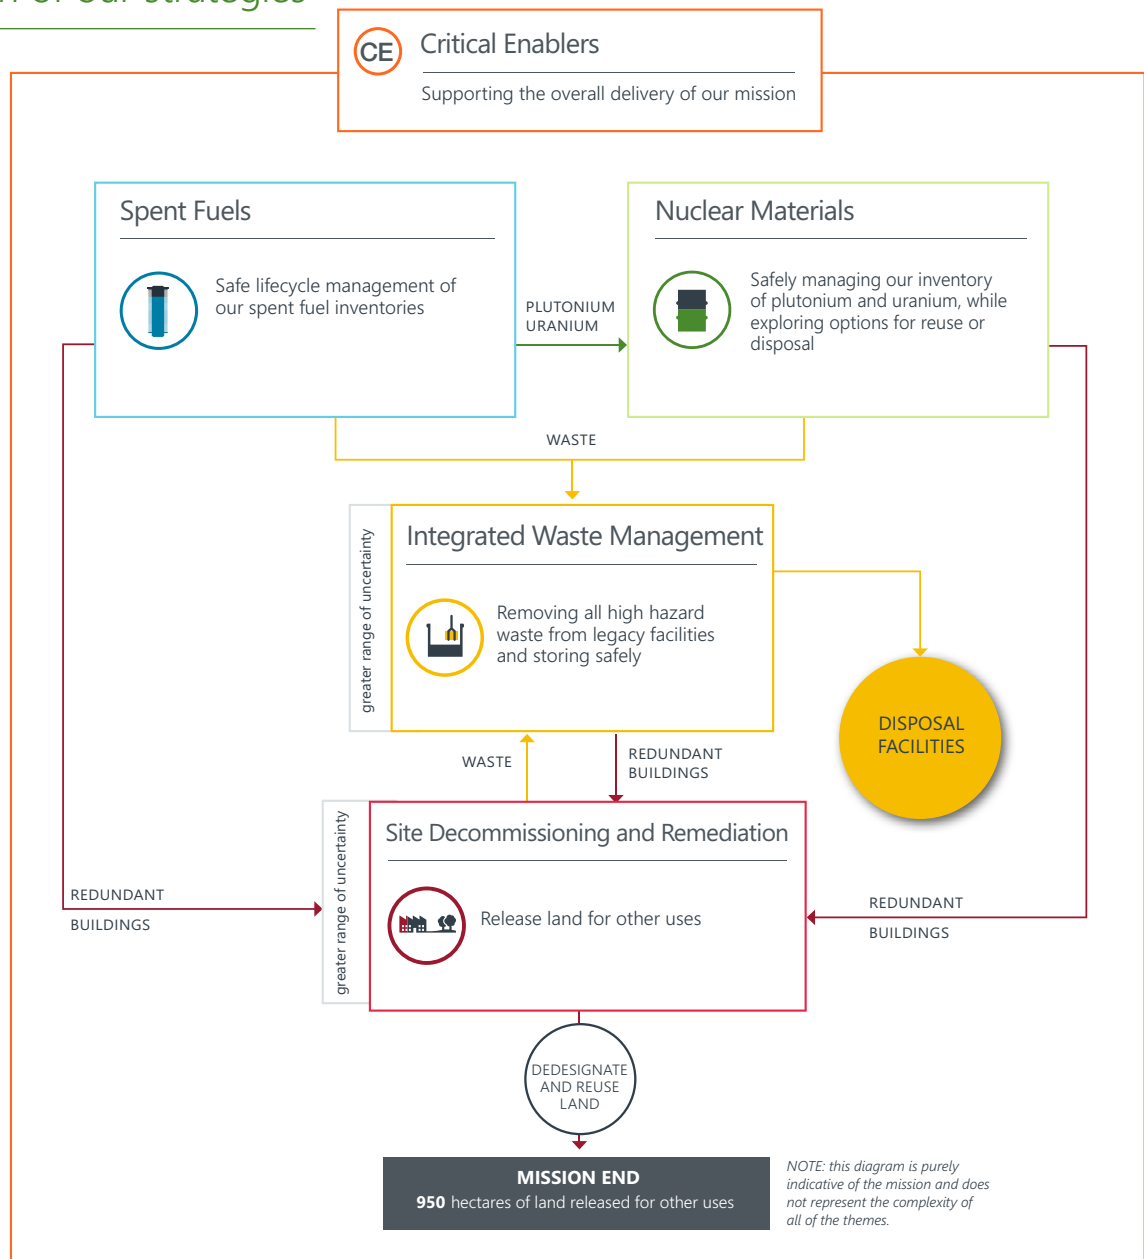 of our strategies
CE
Critical Enablers
Supporting the overall delivery of our mission
Spent Fuels
Safe lifecycle management of
our spent fuel inventories
PLUTONIUM
URANIUM
Nuclear Materials
Safely managing our inventory
of plutonium and uranium, while
exploring options for reuse or
disposal
WASTE
greater range of uncertainty
Integrated Waste Management
Removing all high hazard
waste from legacy facilities
and storing safely
DISPOSAL
FACILITIES
WASTE
REDUNDANT
BUILDINGS
greater range of uncertainty
Site Decommissioning and Remediation
Release land for other uses
REDUNDANT
BUILDINGS
REDUNDANT
BUILDINGS
DEDESIGNATE
AND REUSE
LAND
MISSION END
950 hectares of land released for other uses
NOTE: this diagram is purely
indicative of the mission and does
not represent the complexity of
all of the themes.